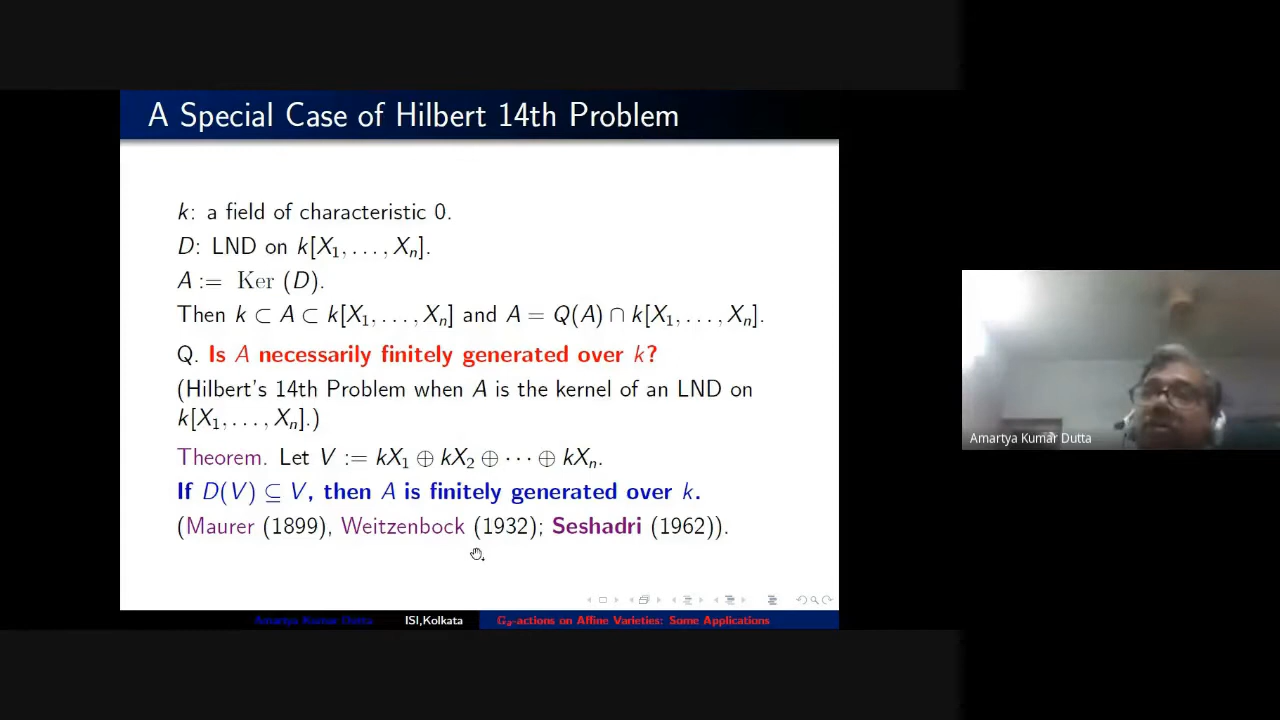 A Special Case of Hilbert 14th Problem
k: a field of characteristic 0.
D: LND on k[X₁, . . . , Xₙ].
A := Ker (D).
Then k ⊂ A ⊂ k[X₁, . . . , Xₙ] and A = Q(A) ∩ k[X₁, . . . , Xₙ].
Q. Is A necessarily finitely generated over k?
(Hilbert's 14th Problem when A is the kernel of an LND on
k[X₁, . . . , Xₙ].)
Theorem. Let V := kX₁ ⊕ kX₂ ⊕ · · · ⊕ kXₙ.
If D(V) ⊆ V, then A is finitely generated over k.
(Maurer (1899), Weitzenbock (1932); Seshadri (1962)).
Amartya Kumar Dutta ISI,Kolkata 𝔾ₐ-actions on Affine Varieties: Some Applications
Amartya Kumar Dutta